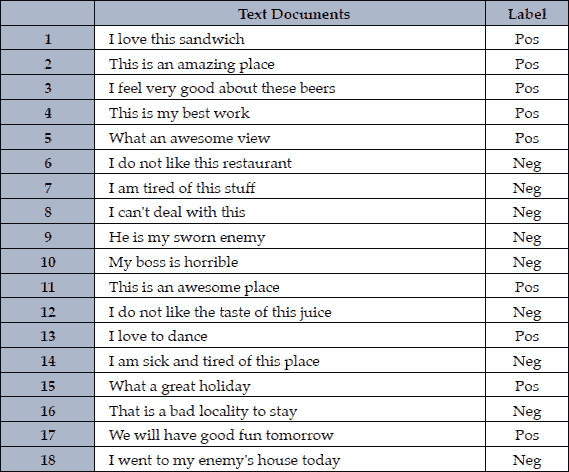 Text Documents Label
1 I love this sandwich Pos
2 This is an amazing place Pos
3 I feel very good about these beers Pos
4 This is my best work Pos
5 What an awesome view Pos
6 I do not like this restaurant Neg
7 I am tired of this stuff Neg
8 I can't deal with this Neg
9 He is my sworn enemy Neg
10 My boss is horrible Neg
11 This is an awesome place Pos
12 I do not like the taste of this juice Neg
13 I love to dance Pos
14 I am sick and tired of this place Neg
15 What a great holiday Pos
16 That is a bad locality to stay Neg
17 We will have good fun tomorrow Pos
18 I went to my enemy's house today Neg